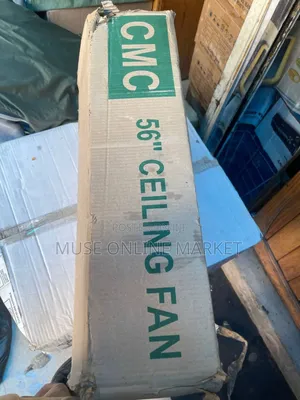 CMC
56" CEILING FAN
MUSE ONLINE MARKET